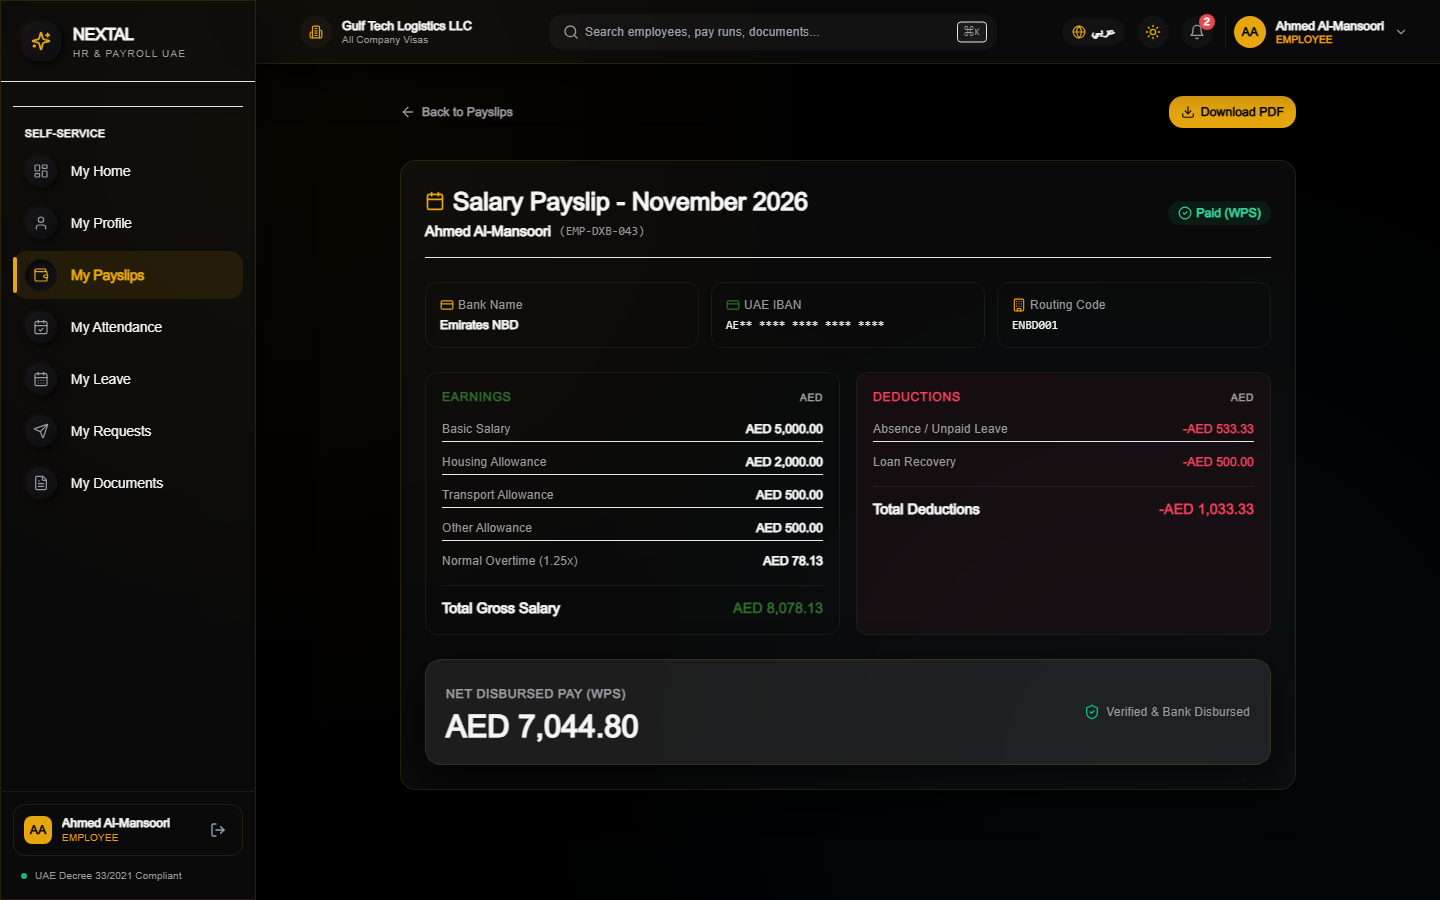 NEXTAL
HR & PAYROLL UAE
Gulf Tech Logistics LLC
All Company Visas
Search employees, pay runs, documents...
⌘K
عربي
2
AA
Ahmed Al-Mansoori
EMPLOYEE
SELF-SERVICE
My Home
My Profile
My Payslips
My Attendance
My Leave
My Requests
My Documents
AA
Ahmed Al-Mansoori
EMPLOYEE
UAE Decree 33/2021 Compliant
Back to Payslips
Download PDF
Salary Payslip - November 2026
Ahmed Al-Mansoori (EMP-DXB-043)
Paid (WPS)
Bank Name
Emirates NBD
UAE IBAN
AE** **** **** **** ****
Routing Code
ENBD001
EARNINGS AED
Basic Salary AED 5,000.00
Housing Allowance AED 2,000.00
Transport Allowance AED 500.00
Other Allowance AED 500.00
Normal Overtime (1.25x) AED 78.13
Total Gross Salary AED 8,078.13
DEDUCTIONS AED
Absence / Unpaid Leave -AED 533.33
Loan Recovery -AED 500.00
Total Deductions -AED 1,033.33
NET DISBURSED PAY (WPS)
AED 7,044.80
Verified & Bank Disbursed